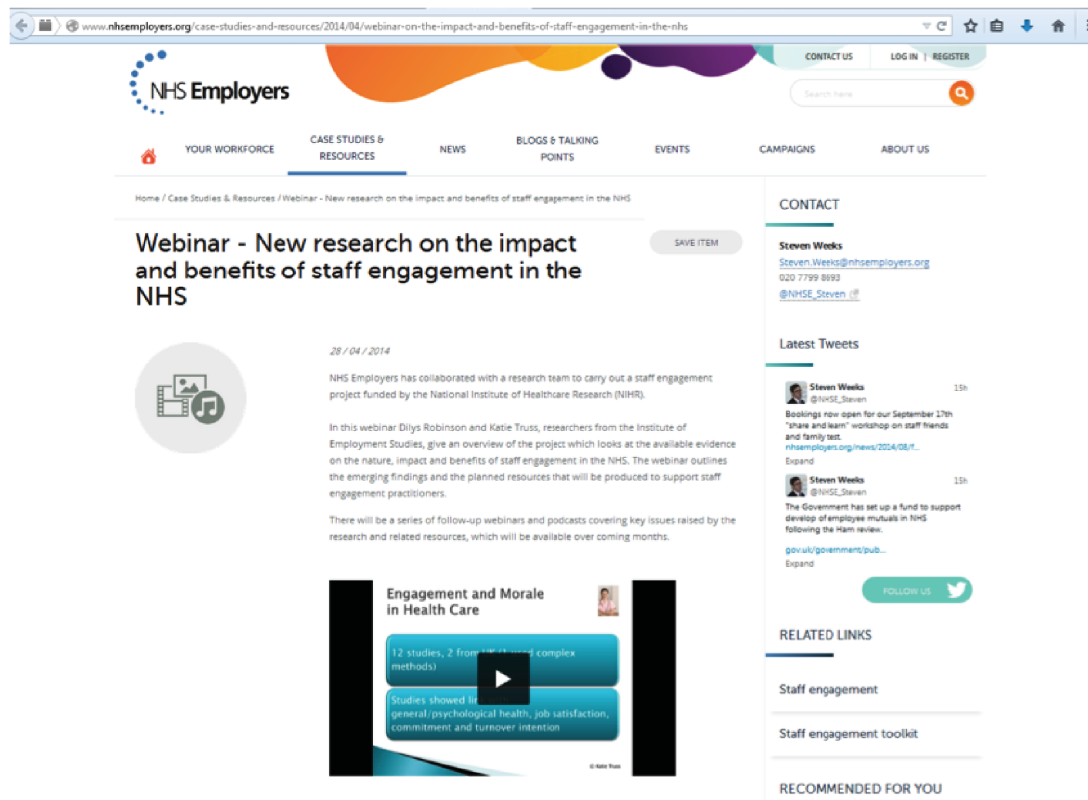 www.nhsemployers.org/case-studies-and-resources/2014/04/webinar-on-the-impact-and-benefits-of-staff-engagement-in-the-nhs
CONTACT US
LOG IN | REGISTER
NHS Employers
Search here
YOUR WORKFORCE
CASE STUDIES &
RESOURCES
NEWS
BLOGS & TALKING
POINTS
EVENTS
CAMPAIGNS
ABOUT US
Home / Case Studies & Resources / Webinar - New research on the impact and benefits of staff engagement in the NHS
Webinar - New research on the impact
and benefits of staff engagement in the
NHS
SAVE ITEM
28 / 04 / 2014
NHS Employers has collaborated with a research team to carry out a staff engagement
project funded by the National Institute of Healthcare Research (NIHR).
In this webinar Dilys Robinson and Katie Truss, researchers from the Institute of
Employment Studies, give an overview of the project which looks at the available evidence
on the nature, impact and benefits of staff engagement in the NHS. The webinar outlines
the emerging findings and the planned resources that will be produced to support staff
engagement practitioners.
There will be a series of follow-up webinars and podcasts covering key issues raised by the
research and related resources, which will be available over coming months.
Engagement and Morale
in Health Care
12 studies, 2 from UK complex
methods)
Studies showed
general/psychological health, job satisfaction,
commitment and turnover intention
© Katie Truss
CONTACT
Steven Weeks
Steven.Weeks@nhsemployers.org
020 7799 8693
@NHSE_Steven
Latest Tweets
Steven Weeks 15h
@NHSE_Steven
Bookings now open for our September 17th
"share and learn" workshop on staff friends
and family test.
nhsemployers.org/news/2014/08/f...
Expand
Steven Weeks 15h
@NHSE_Steven
The Government has set up a fund to support
develop of employee mutuals in NHS
following the Ham review.
gov.uk/government/pub...
Expand
FOLLOW US
RELATED LINKS
Staff engagement
Staff engagement toolkit
RECOMMENDED FOR YOU